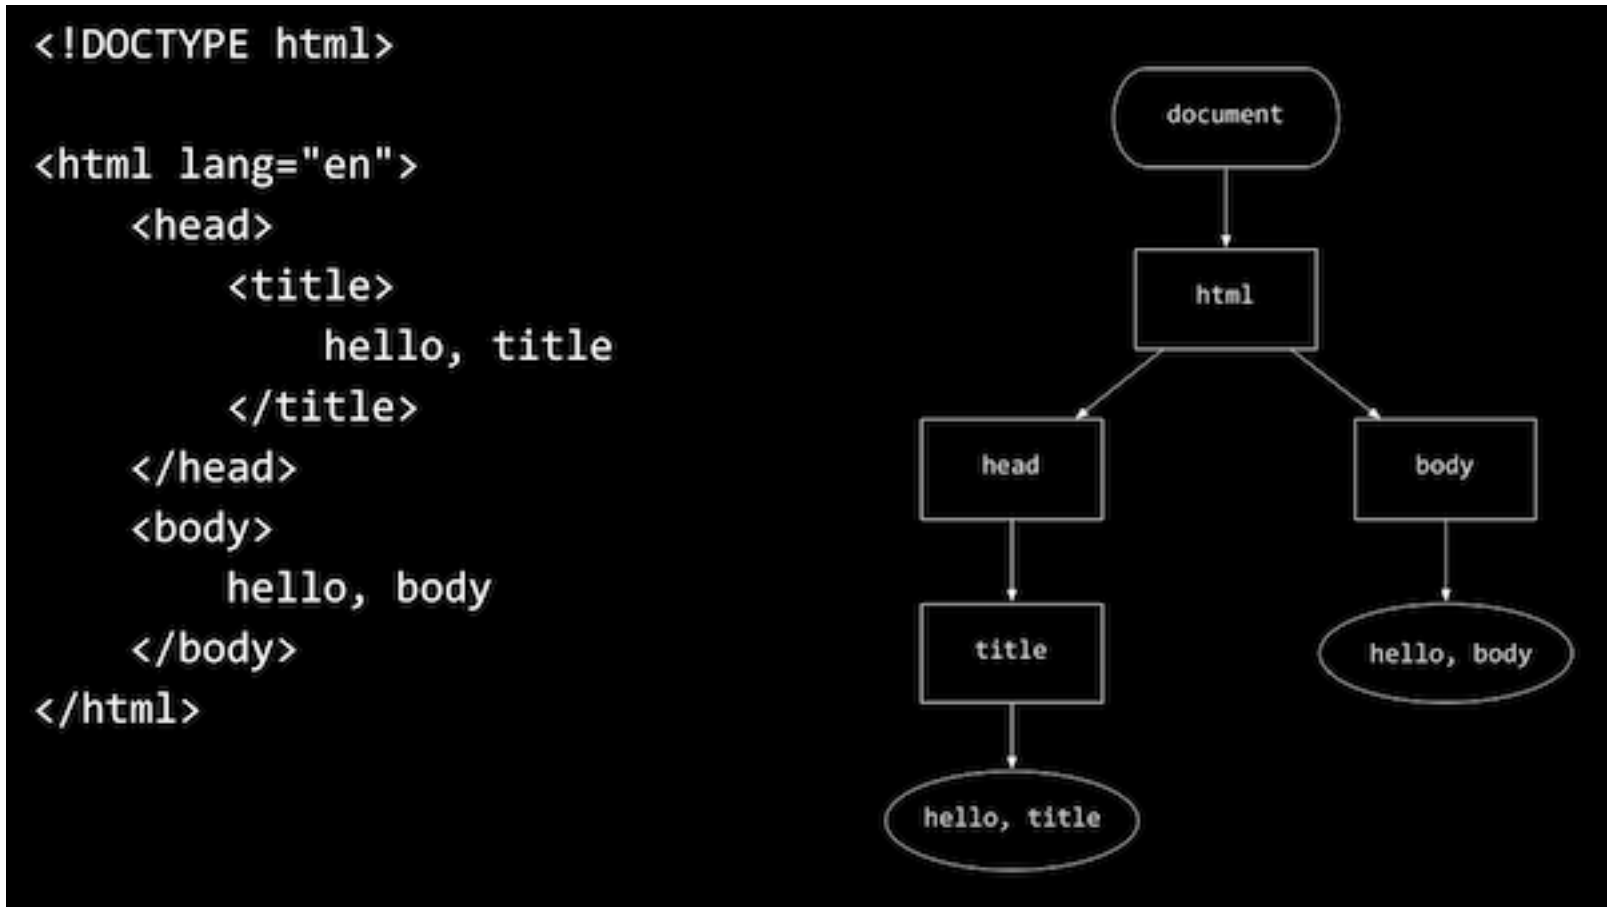 <!DOCTYPE html>
<html lang="en">
<head>
<title>
hello, title
</title>
</head>
<body>
hello, body
</body>
</html>
document
html
head
body
title
hello, body
hello, title